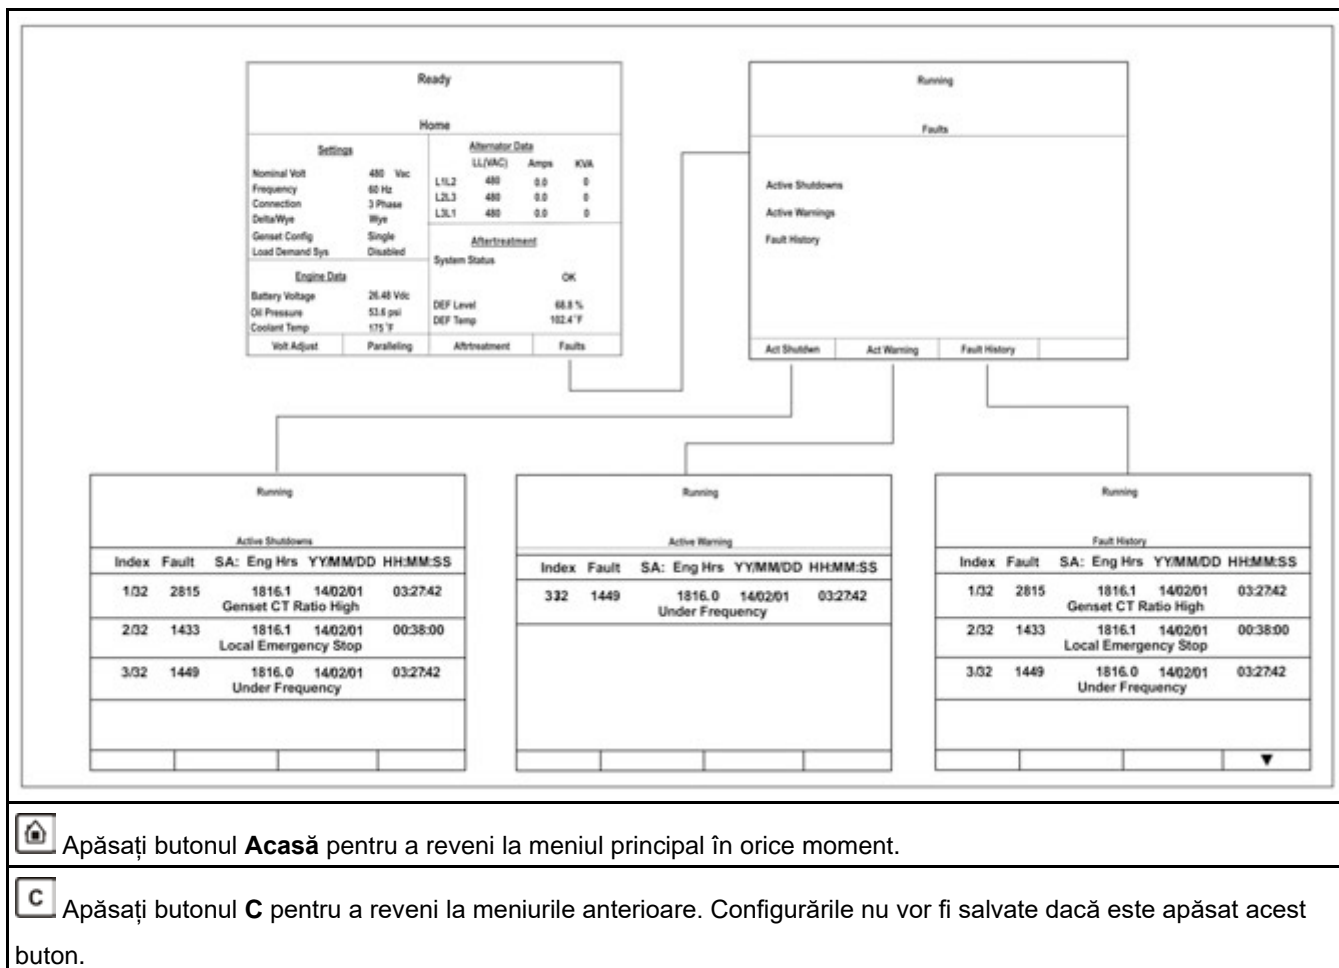 Ready
Home
Settings
Nominal Volt 480 Vac
Frequency 60 Hz
Connection 3 Phase
Delta/Wye Wye
Genset Config Single
Load Demand Sys Disabled
Engine Data
Battery Voltage 26.48 Vdc
Oil Pressure 53.6 psi
Coolant Temp 175 °F
Alternator Data
LL(VAC) Amps KVA
L1L2 480 0.0 0
L2L3 480 0.0 0
L3L1 480 0.0 0
Aftertreatment
System Status
OK
DEF Level 68.8 %
DEF Temp 102.4 °F
Volt Adjust Paralleling Aftrtreatment Faults
Running
Faults
Active Shutdowns
Active Warnings
Fault History
Act Shutdwn Act Warning Fault History
Running
Active Shutdowns
Index Fault SA: Eng Hrs YY/MM/DD HH:MM:SS
1/32 2815 1816.1 14/02/01 03:27:42
Genset CT Ratio High
2/32 1433 1816.1 14/02/01 00:38:00
Local Emergency Stop
3/32 1449 1816.0 14/02/01 03:27:42
Under Frequency
Running
Active Warning
Index Fault SA: Eng Hrs YY/MM/DD HH:MM:SS
332 1449 1816.0 14/02/01 03:27:42
Under Frequency
Running
Fault History
Index Fault SA: Eng Hrs YY/MM/DD HH:MM:SS
1/32 2815 1816.1 14/02/01 03:27:42
Genset CT Ratio High
2/32 1433 1816.1 14/02/01 00:38:00
Local Emergency Stop
3/32 1449 1816.0 14/02/01 03:27:42
Under Frequency
▼
Apăsați butonul Acasă pentru a reveni la meniul principal în orice moment.
C Apăsați butonul C pentru a reveni la meniurile anterioare. Configurările nu vor fi salvate dacă este apăsat acest
buton.